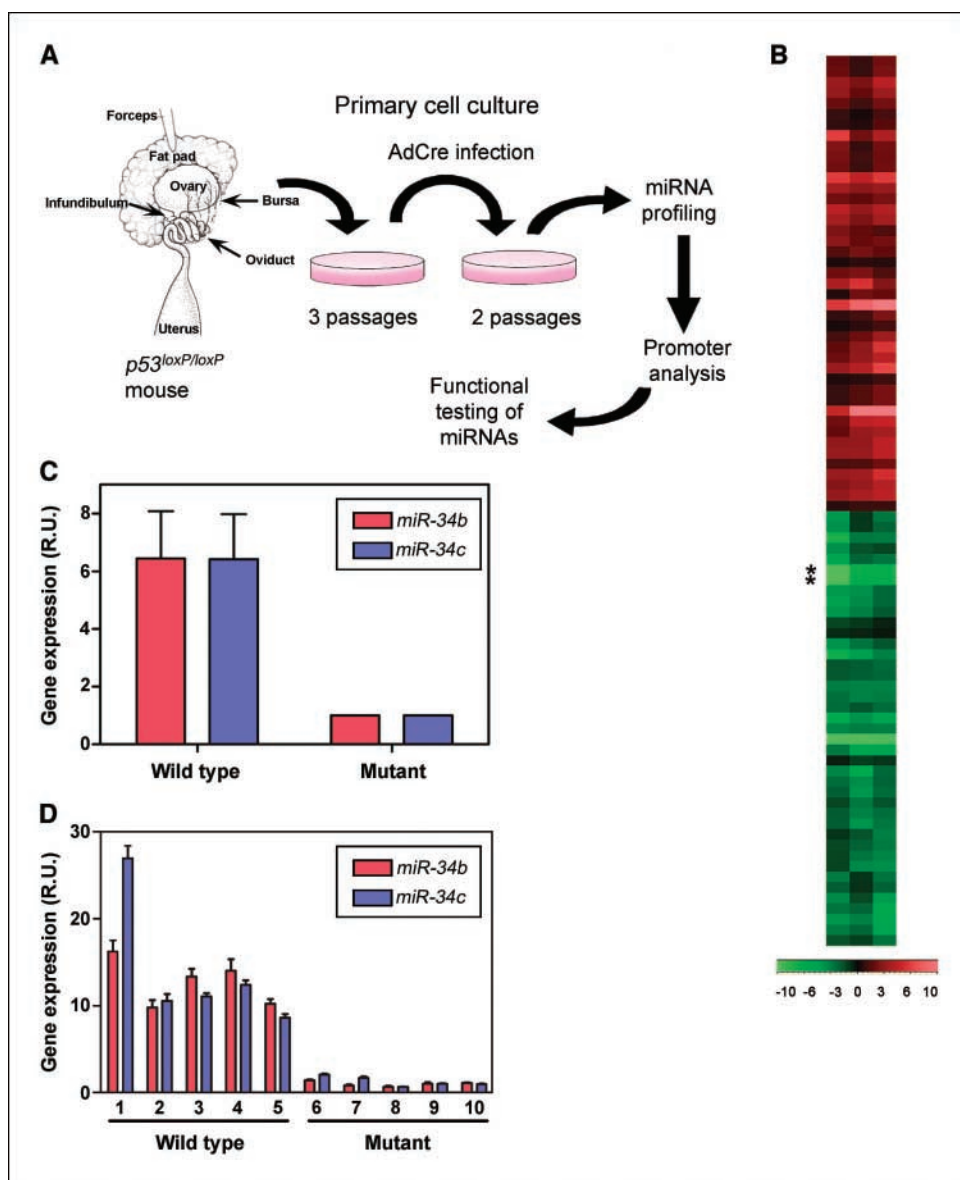 A
Forceps
Fat pad
Ovary
Infundibulum
Bursa
Oviduct
Uterus
p53loxP/loxP
mouse
Primary cell culture
AdCre infection
3 passages
2 passages
miRNA
profiling
Promoter
analysis
Functional
testing of
miRNAs
B
**
-10 -6 -3 0 3 6 10
C
Gene expression (R.U.)
8
6
4
2
0
miR-34b
miR-34c
Wild type
Mutant
D
Gene expression (R.U.)
30
20
10
0
miR-34b
miR-34c
1 2 3 4 5 6 7 8 9 10
Wild type
Mutant